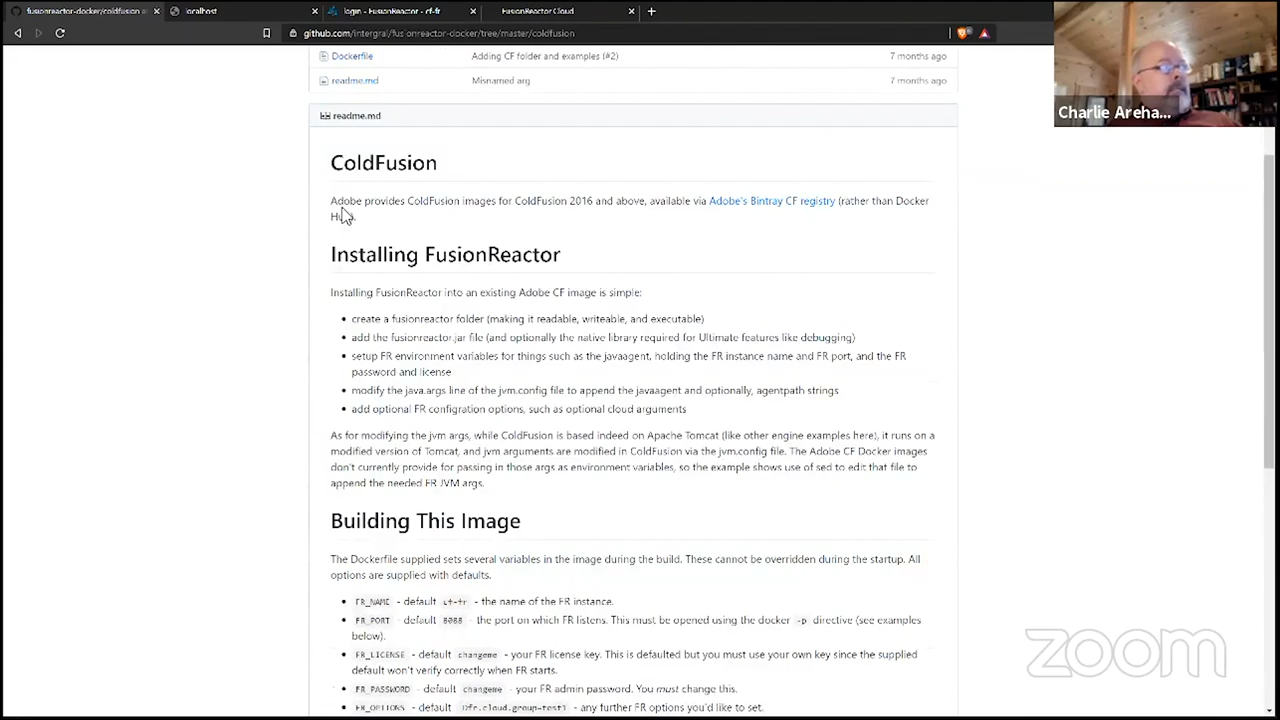 fusionreactor-docker/coldfusion a
localhost
login - FusionReactor - cf-fr
FusionReactor Cloud
github.com/intergral/fusionreactor-docker/tree/master/coldfusion
Dockerfile Adding CF folder and examples (#2) 7 months ago
readme.md Misnamed arg 7 months ago
readme.md
ColdFusion
Adobe provides ColdFusion images for ColdFusion 2016 and above, available via Adobe's Bintray CF registry (rather than Docker
Installing FusionReactor
Installing FusionReactor into an existing Adobe CF image is simple:
• create a fusionreactor folder (making it readable, writeable, and executable)
• add the fusionreactor.jar file (and optionally the native library required for Ultimate features like debugging)
• setup FR environment variables for things such as the javaagent, holding the FR instance name and FR port, and the FR
password and license
• modify the java.args line of the jvm.config file to append the javaagent and optionally, agentpath strings
• add optional FR configration options, such as optional cloud arguments
As for modifying the jvm args, while ColdFusion is based indeed on Apache Tomcat (like other engine examples here), it runs on a
modified version of Tomcat, and jvm arguments are modified in ColdFusion via the jvm.config file. The Adobe CF Docker images
don't currently provide for passing in those args as environment variables, so the example shows use of sed to edit that file to
append the needed FR JVM args.
Building This Image
The Dockerfile supplied sets several variables in the image during the build. These cannot be overridden during the startup. All
options are supplied with defaults.
• FR_NAME - default cf-fr - the name of the FR instance.
• FR_PORT - default 8088 - the port on which FR listens. This must be opened using the docker -p directive (see examples
below).
• FR_LICENSE - default changeme - your FR license key. This is defaulted but you must use your own key since the supplied
default won't verify correctly when FR starts.
• FR_PASSWORD - default changeme - your FR admin password. You must change this.
• FR_OPTIONS - default -Dfr.cloud.group=test1 - any further FR options you'd like to set.
Charlie Areha...
zoom